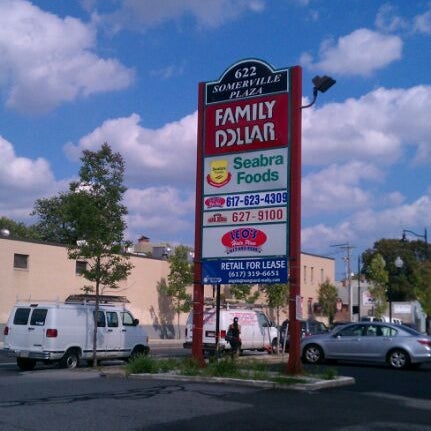 622
SOMERVILLE
PLAZA
FAMILY
DOLLAR
Seabra
Foods
617-623-4309
627-9100
LEO'S
RETAIL FOR LEASE
(617) 319-6651